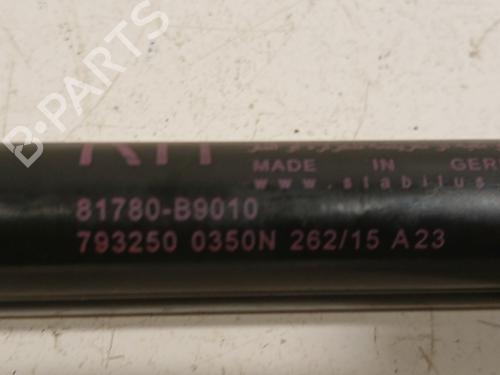 B-PARTS
MADE IN GER
www.stabilus
81780-B9010
793250 0350N 262/15 A23